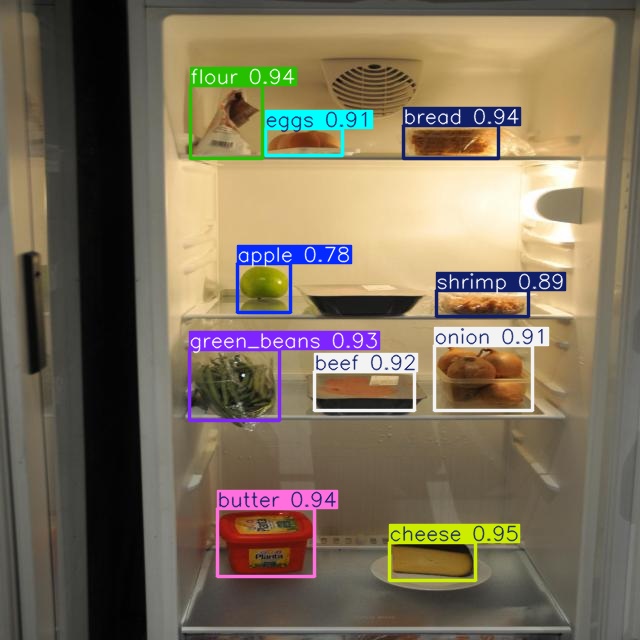 flour 0.94
eggs 0.91
bread 0.94
apple 0.78
shrimp 0.89
green_beans 0.93
onion 0.91
beef 0.92
butter 0.94
Planta
cheese 0.95